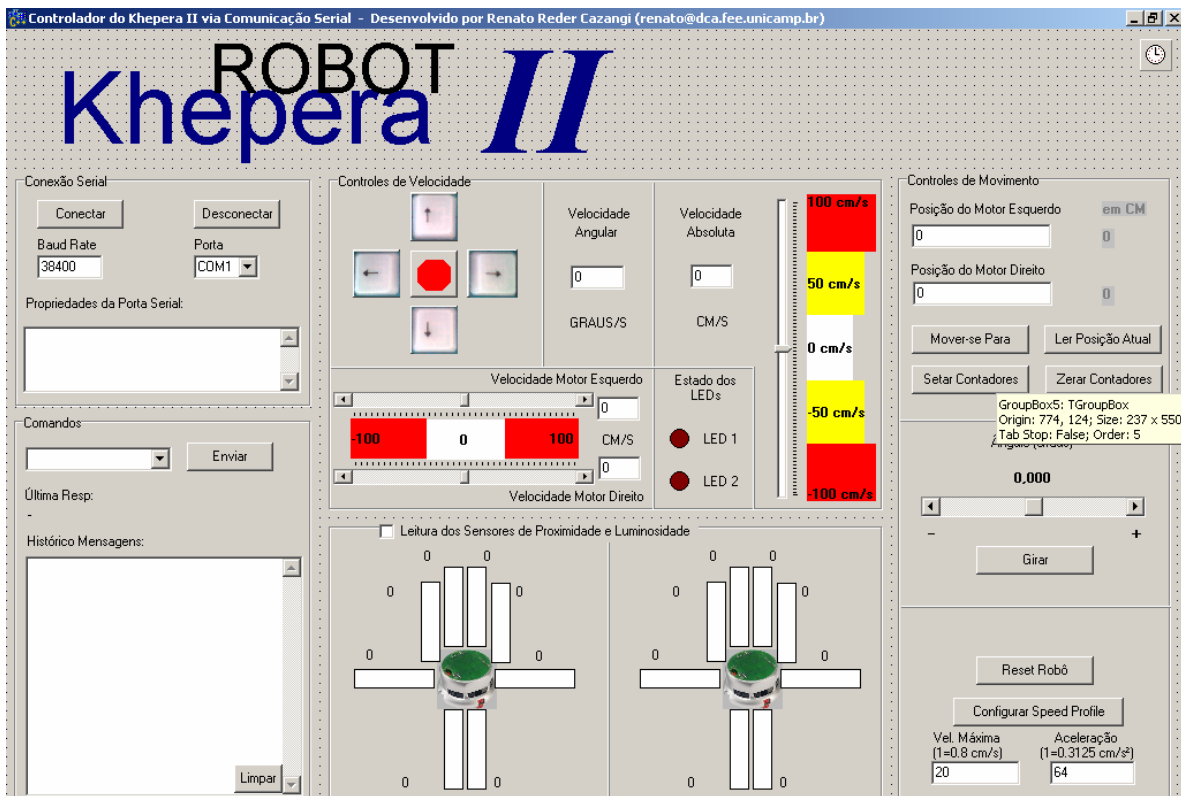 Controlador do Khepera II via Comunicação Serial - Desenvolvido por Renato Reder Cazangi (renato@dca.fee.unicamp.br)
ROBOT
Khepera II
Conexão Serial
Conectar
Desconectar
Baud Rate
Porta
38400
COM1
Propriedades da Porta Serial:
Comandos
Enviar
Última Resp:
-
Histórico Mensagens:
Limpar
Controles de Velocidade
Velocidade
Angular
0
GRAUS/S
Velocidade
Absoluta
0
CM/S
100 cm/s
50 cm/s
0 cm/s
-50 cm/s
-100 cm/s
Velocidade Motor Esquerdo
0
-100 0 100 CM/S
0
Velocidade Motor Direito
Estado dos
LEDs
LED 1
LED 2
Leitura dos Sensores de Proximidade e Luminosidade
0 0
0 0
0 0
0 0
0 0
0 0
0 0
0 0
Controles de Movimento
Posição do Motor Esquerdo em CM
0 0
Posição do Motor Direito
0 0
Mover-se Para
Ler Posição Atual
Setar Contadores
Zerar Contadores
GroupBox5: TGroupBox
Origin: 774, 124; Size: 237 x 550
Tab Stop: False; Order: 5
0,000
- +
Girar
Reset Robô
Configurar Speed Profile
Vel. Máxima
(1=0.8 cm/s)
20
Aceleração
(1=0.3125 cm/s²)
64